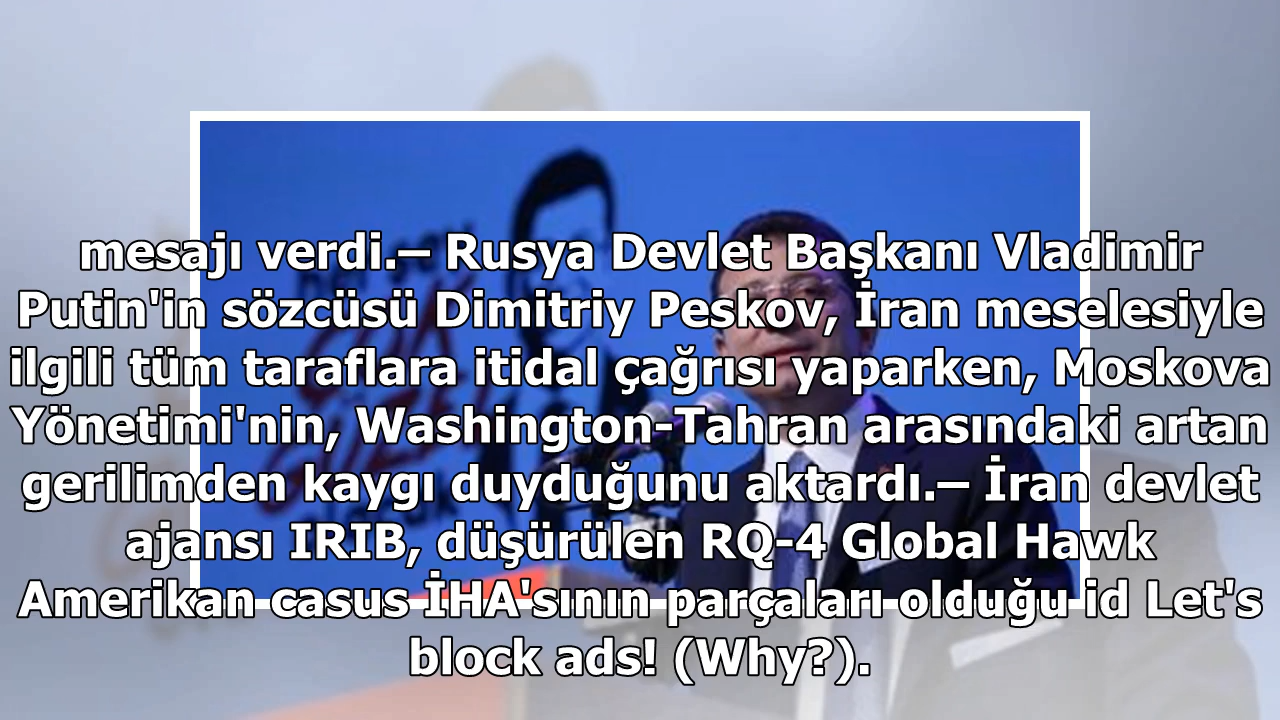 mesajı verdi.– Rusya Devlet Başkanı Vladimir
Putin'in sözcüsü Dimitriy Peskov, İran meselesiyle
ilgili tüm taraflara itidal çağrısı yaparken, Moskova
Yönetimi'nin, Washington-Tahran arasındaki artan
gerilimden kaygı duyduğunu aktardı.– İran devlet
ajansı IRIB, düşürülen RQ-4 Global Hawk
Amerikan casus İHA'sının parçaları olduğu id Let's
block ads! (Why?).